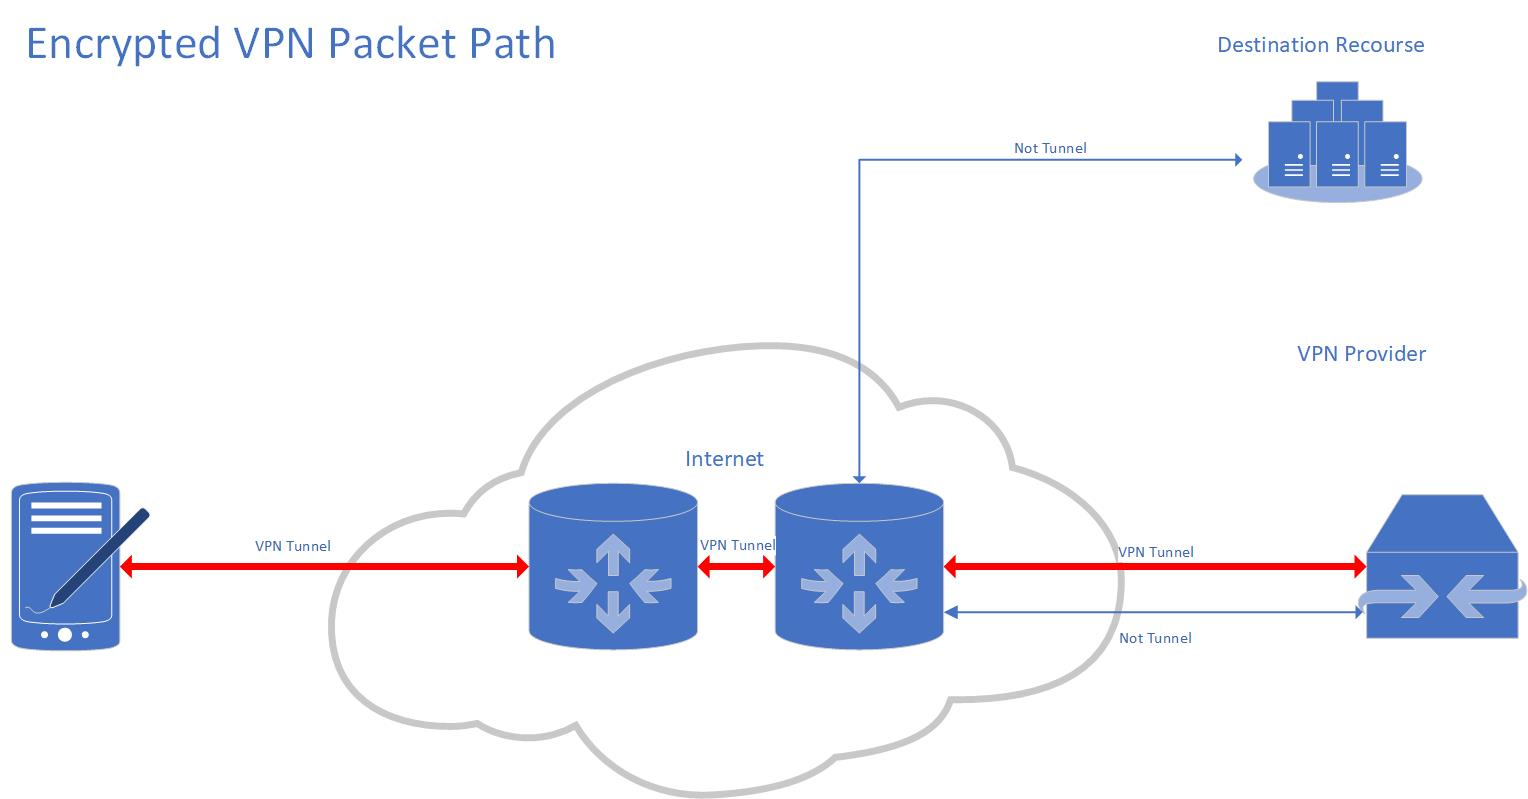 Encrypted VPN Packet Path
Destination Recourse
Not Tunnel
VPN Provider
Internet
VPN Tunnel
VPN Tunnel
VPN Tunnel
Not Tunnel